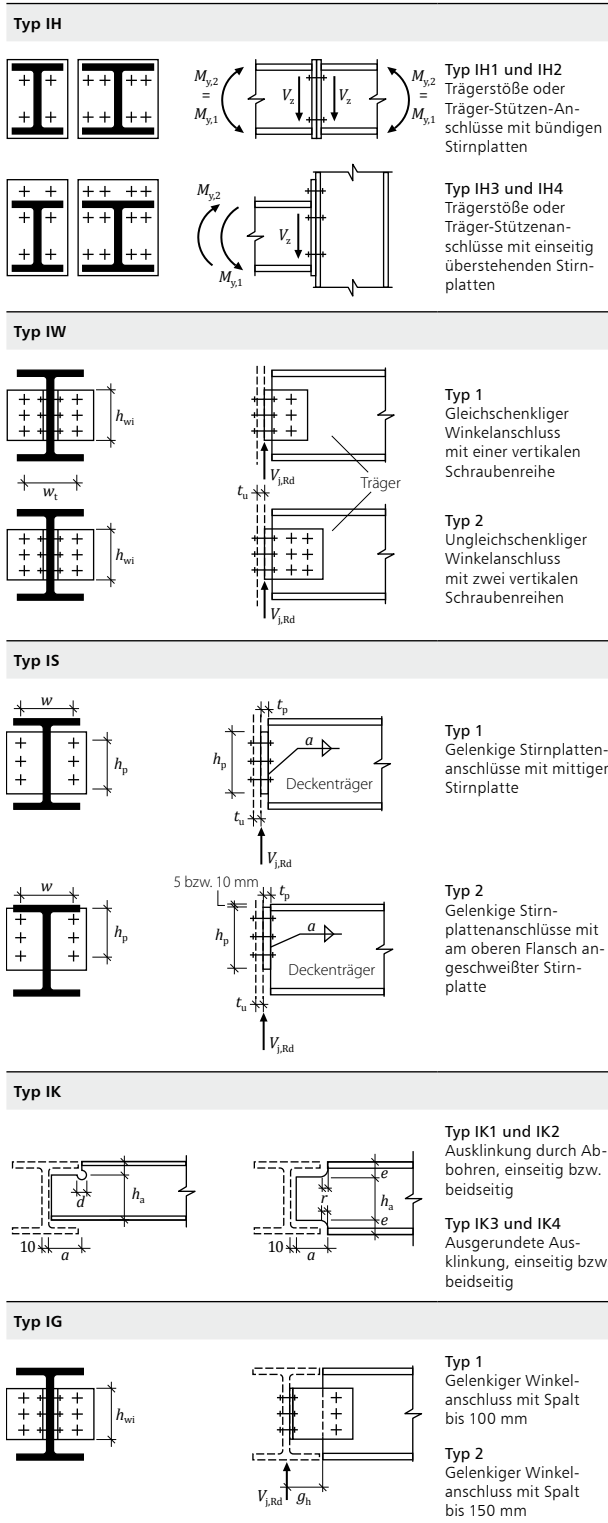 Typ IH
M_y,2
=
M_y,1
V_z
V_z
M_y,2
=
M_y,1
Typ IH1 und IH2
Trägerstöße oder
Träger-Stützen-An-
schlüsse mit bündigen
Stirnplatten
M_y,2
M_y,1
V_z
Typ IH3 und IH4
Trägerstöße oder
Träger-Stützenan-
schlüsse mit einseitig
überstehenden Stirn-
platten
Typ IW
h_wi
w_t
V_j,Rd
t_u
Träger
Typ 1
Gleichschenkliger
Winkelanschluss
mit einer vertikalen
Schraubenreihe
h_wi
V_j,Rd
Typ 2
Ungleichschenkliger
Winkelanschluss
mit zwei vertikalen
Schraubenreihen
Typ IS
w
h_p
t_p
h_p
a
Deckenträger
t_u
V_j,Rd
Typ 1
Gelenkige Stirnplatten-
anschlüsse mit mittiger
Stirnplatte
w
h_p
5 bzw. 10 mm
t_p
h_p
a
Deckenträger
t_u
V_j,Rd
Typ 2
Gelenkige Stirn-
plattenanschlüsse mit
am oberen Flansch an-
geschweißter Stirn-
platte
Typ IK
d
h_a
10
a
e
r
h_a
e
10
a
Typ IK1 und IK2
Ausklinkung durch Ab-
bohren, einseitig bzw.
beidseitig
Typ IK3 und IK4
Ausgerundete Aus-
klinkung, einseitig bzw
beidseitig
Typ IG
h_wi
V_j,Rd
g_h
Typ 1
Gelenkiger Winkel-
anschluss mit Spalt
bis 100 mm
Typ 2
Gelenkiger Winkel-
anschluss mit Spalt
bis 150 mm